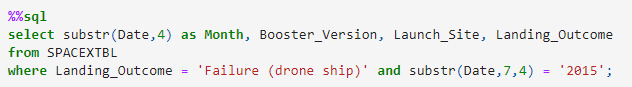 %%sql
select substr(Date,4) as Month, Booster_Version, Launch_Site, Landing_Outcome
from SPACEXTBL
where Landing_Outcome = 'Failure (drone ship)' and substr(Date,7,4) = '2015';